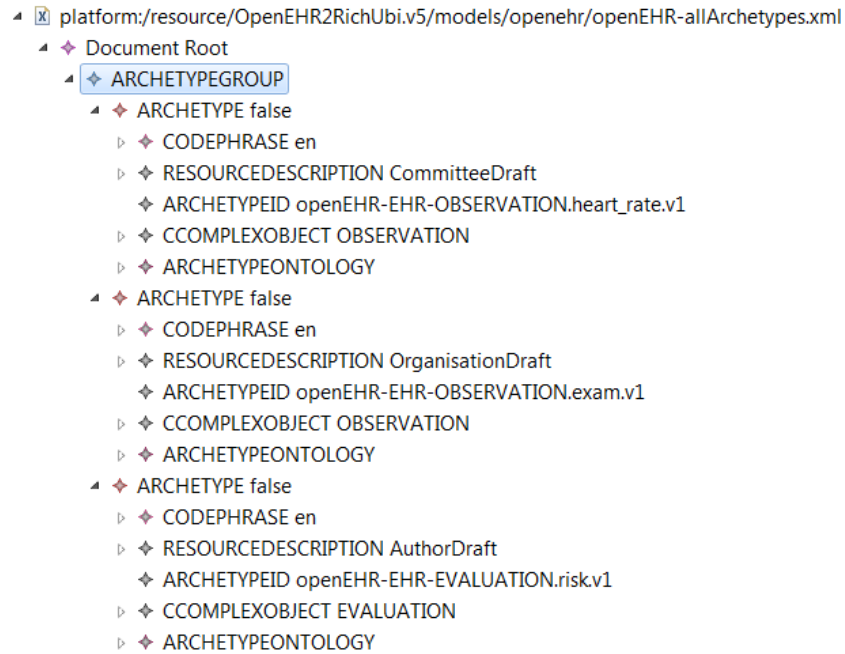 platform:/resource/OpenEHR2RichUbi.v5/models/openehr/openEHR-allArchetypes.xml
Document Root
ARCHETYPEGROUP
ARCHETYPE false
CODEPHRASE en
RESOURCEDESCRIPTION CommitteeDraft
ARCHETYPEID openEHR-EHR-OBSERVATION.heart_rate.v1
CCOMPLEXOBJECT OBSERVATION
ARCHETYPEONTOLOGY
ARCHETYPE false
CODEPHRASE en
RESOURCEDESCRIPTION OrganisationDraft
ARCHETYPEID openEHR-EHR-OBSERVATION.exam.v1
CCOMPLEXOBJECT OBSERVATION
ARCHETYPEONTOLOGY
ARCHETYPE false
CODEPHRASE en
RESOURCEDESCRIPTION AuthorDraft
ARCHETYPEID openEHR-EHR-EVALUATION.risk.v1
CCOMPLEXOBJECT EVALUATION
ARCHETYPEONTOLOGY